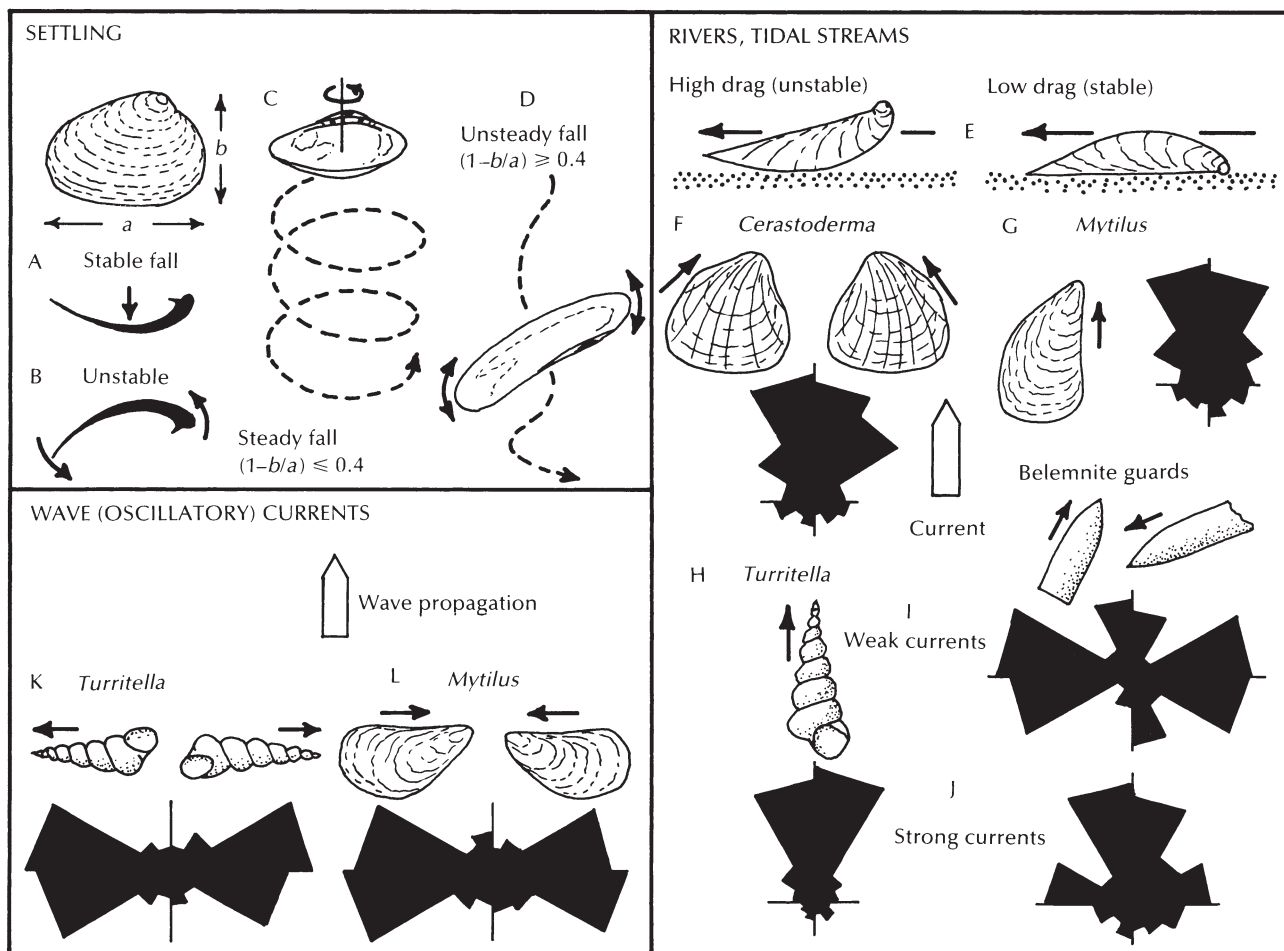 SETTLING
C
D
Unsteady fall
(1–b/a) ⩾ 0.4
b
a
A Stable fall
B Unstable
Steady fall
(1–b/a) ⩽ 0.4
WAVE (OSCILLATORY) CURRENTS
Wave propagation
K Turritella
L Mytilus
RIVERS, TIDAL STREAMS
High drag (unstable)
Low drag (stable)
E
F Cerastoderma
G Mytilus
Current
Belemnite guards
H Turritella
I
Weak currents
J
Strong currents